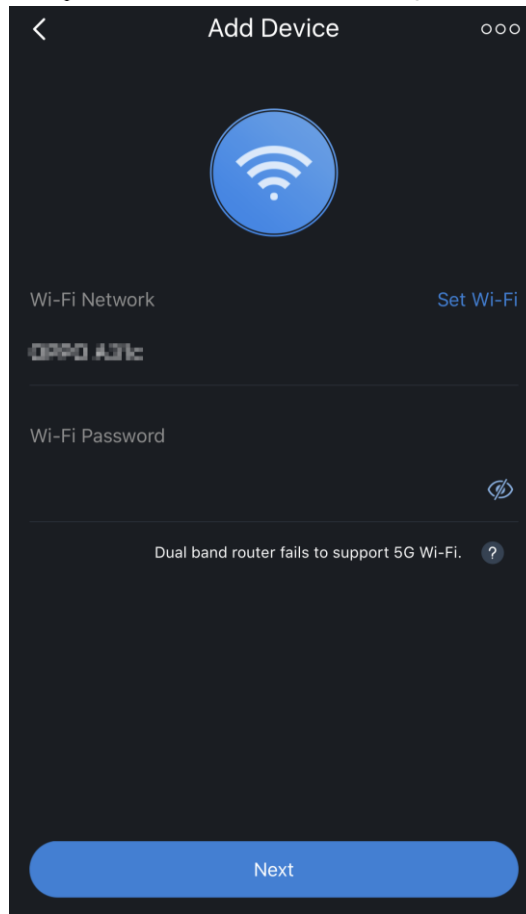 Add Device
Wi-Fi Network
Set Wi-Fi
Wi-Fi Password
Dual band router fails to support 5G Wi-Fi. ?
Next